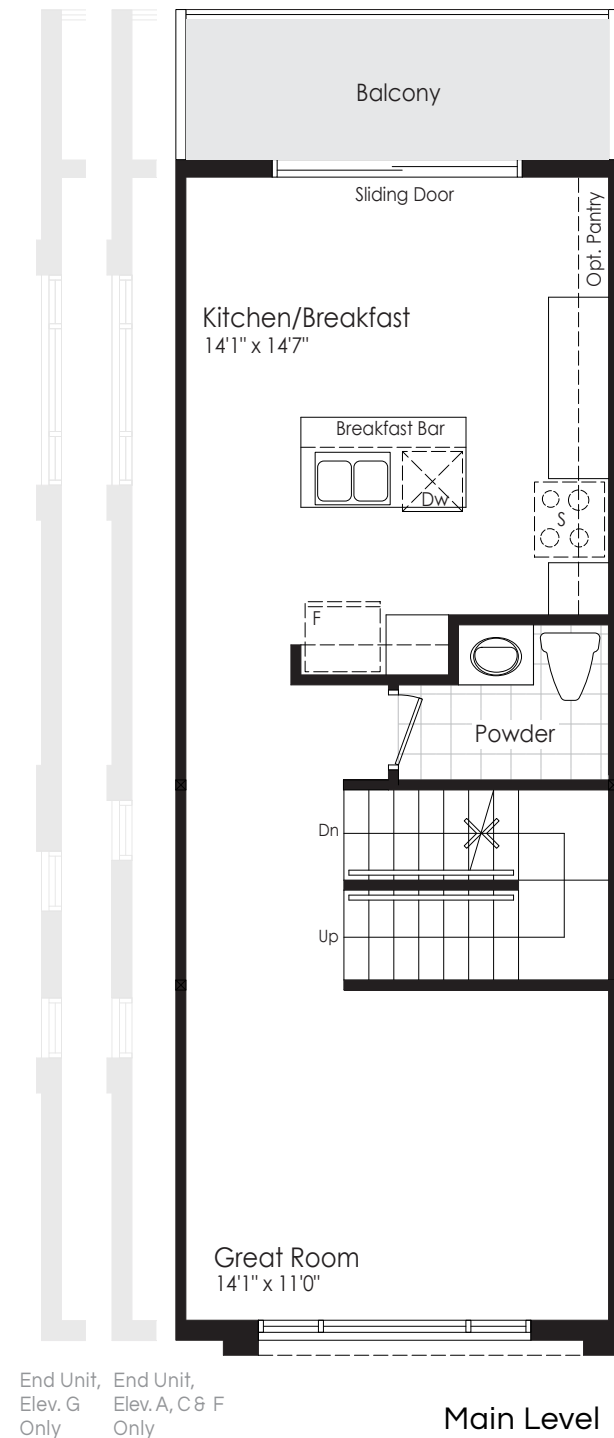 Balcony
Sliding Door
Opt. Pantry
Kitchen/Breakfast
14'1" x 14'7"
Breakfast Bar
Dw
S
F
Powder
Dn
Up
Great Room
14'1" x 11'0"
End Unit,
Elev. G
Only
End Unit,
Elev. A, C & F
Only
Main Level